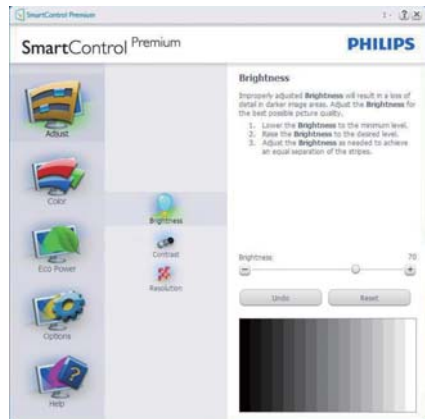 SmartControl Premium
SmartControl Premium
PHILIPS
Adjust
Color
Eco Power
Options
Help
Brightness
Contrast
Resolution
Brightness
Improperly adjusted Brightness will result in a loss of
detail in darker image areas. Adjust the Brightness for
the best possible picture quality.
1. Lower the Brightness to the minimum level.
2. Raise the Brightness to the desired level.
3. Adjust the Brightness as needed to achieve
an equal separation of the stripes.
Brightness: 70
Undo Reset